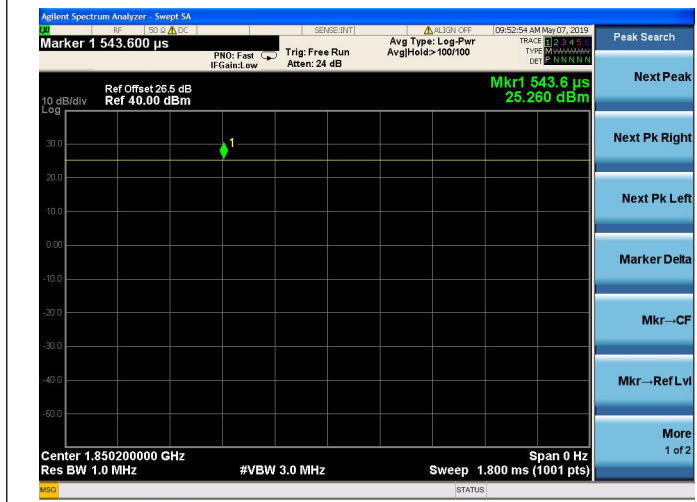 Agilent Spectrum Analyzer - Swept SA
RF 50 Ω DC SENSE:INT ALIGN OFF 09:52:54 AM May 07, 2019
Marker 1 543.600 µs
PNO: Fast
IFGain:Low
Trig: Free Run
Atten: 24 dB
Avg Type: Log-Pwr
Avg|Hold:>100/100
TRACE 1 2 3 4 5 6
TYPE M
DET P N N N N N
Peak Search
Mkr1 543.6 µs
25.260 dBm
Ref Offset 26.5 dB
10 dB/div Ref 40.00 dBm
Log
1
30.0
20.0
10.0
0.00
-10.0
-20.0
-30.0
-40.0
-50.0
Next Peak
Next Pk Right
Next Pk Left
Marker Delta
Mkr→CF
Mkr→Ref Lvl
More
1 of 2
Center 1.850200000 GHz Span 0 Hz
Res BW 1.0 MHz #VBW 3.0 MHz Sweep 1.800 ms (1001 pts)
MSG STATUS